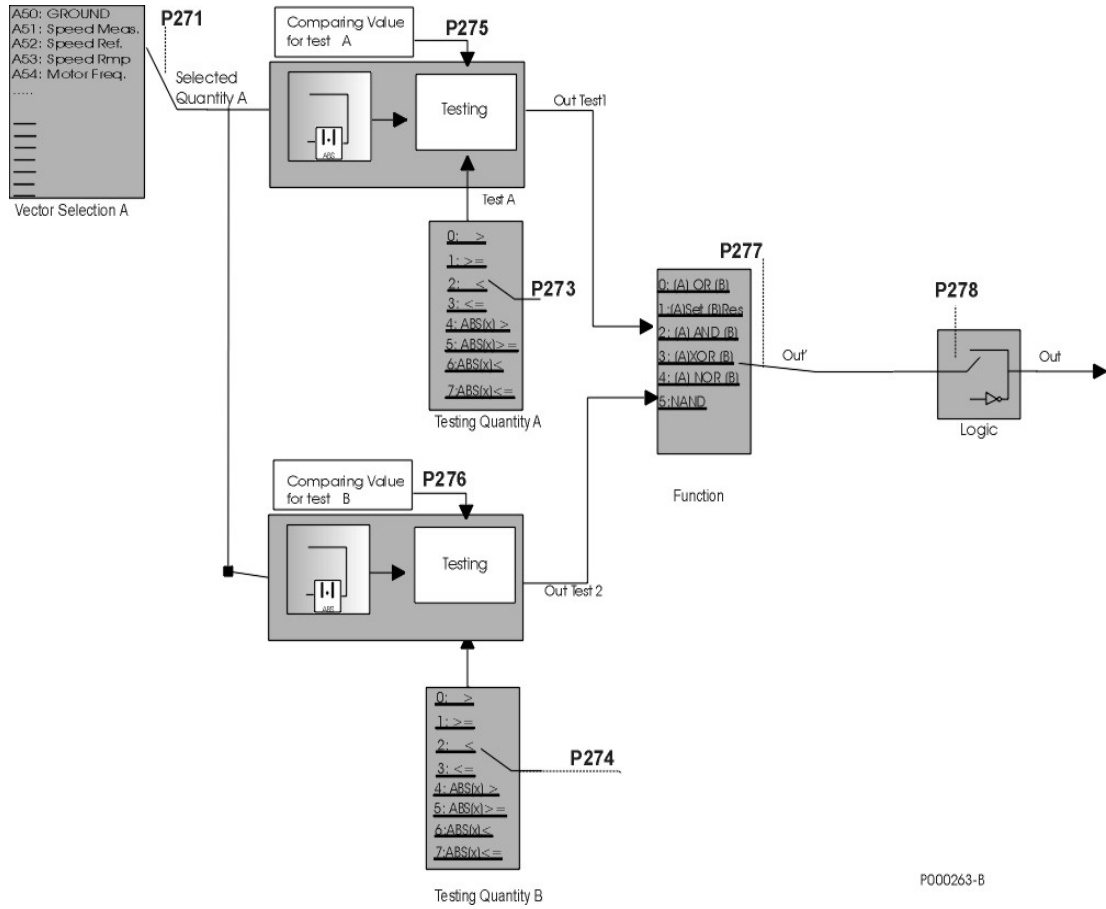 A50: GROUND
A51: Speed Meas.
A52: Speed Ref.
A53: Speed Rmp
A54: Motor Freq.
.....
Vector Selection A
P271
Selected
Quantity A
Comparing Value
for test A
P275
|•|
ABS
Testing
Out Test1
Test A
0: >
1: >=
2: <
3: <=
4: ABS(x) >
5: ABS(x)>=
6:ABS(x)<
7:ABS(x)<=
P273
Testing Quantity A
Comparing Value
for test B
P276
|•|
ABS
Testing
Out Test 2
0: >
1: >=
2: <
3: <=
4: ABS(x) >
5: ABS(x)>=
6:ABS(x)<
7:ABS(x)<=
P274
Testing Quantity B
P277
0: (A) OR (B)
1:(A)Set (B)Res
2: (A) AND (B)
3: (A)XOR (B)
4: (A) NOR (B)
5:NAND
Function
Out'
P278
Logic
Out
P000263-B